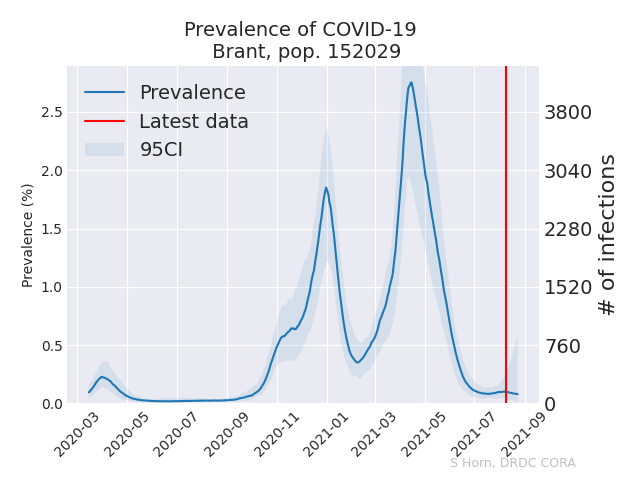 Prevalence of COVID-19
Brant, pop. 152029
Prevalence
Latest data
95CI
Prevalence (%)
2.5
2.0
1.5
1.0
0.5
0.0
3800
3040
2280
1520
760
0
# of infections
2020-03
2020-05
2020-07
2020-09
2020-11
2021-01
2021-03
2021-05
2021-07
2021-09
S Horn, DRDC CORA